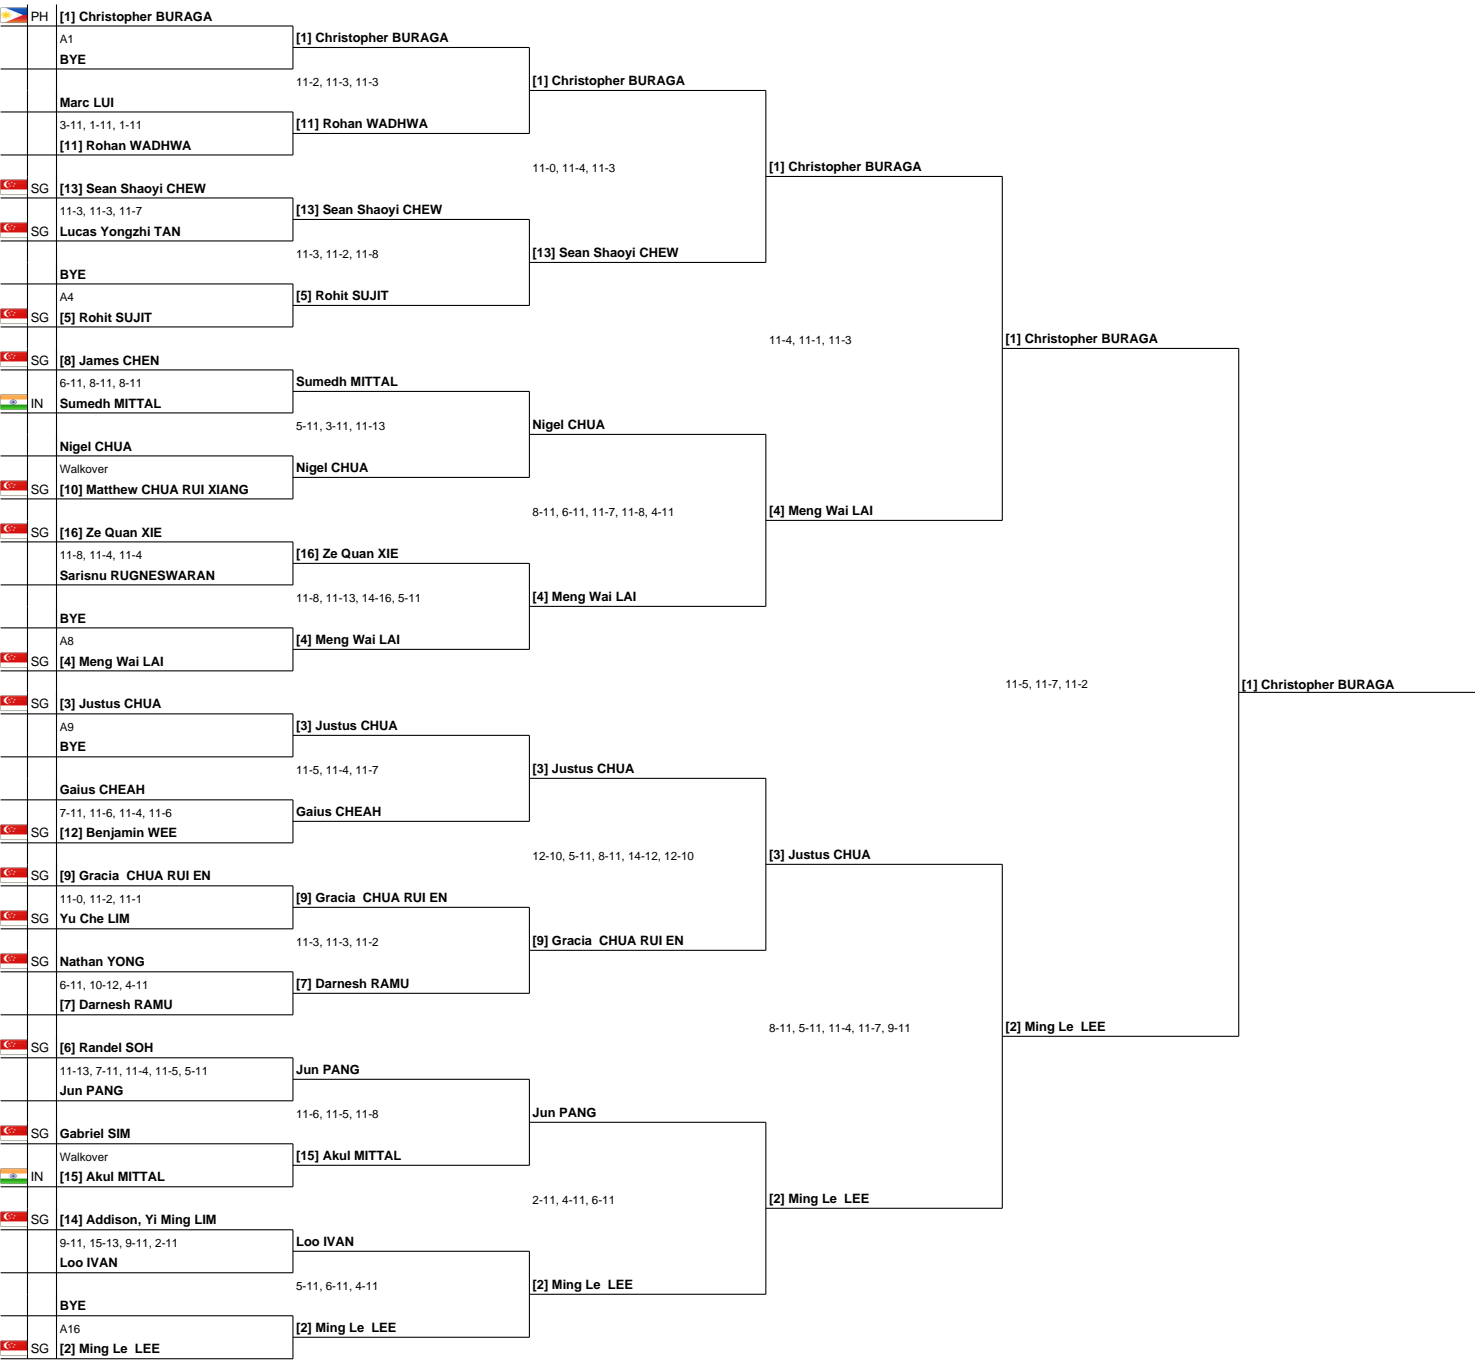 PH [1] Christopher BURAGA
A1 [1] Christopher BURAGA
BYE
11-2, 11-3, 11-3 [1] Christopher BURAGA
Marc LUI
3-11, 1-11, 1-11 [11] Rohan WADHWA
[11] Rohan WADHWA
11-0, 11-4, 11-3 [1] Christopher BURAGA
SG [13] Sean Shaoyi CHEW
11-3, 11-3, 11-7 [13] Sean Shaoyi CHEW
SG Lucas Yongzhi TAN
11-3, 11-2, 11-8 [13] Sean Shaoyi CHEW
BYE
A4 [5] Rohit SUJIT
SG [5] Rohit SUJIT
11-4, 11-1, 11-3 [1] Christopher BURAGA
SG [8] James CHEN
6-11, 8-11, 8-11 Sumedh MITTAL
IN Sumedh MITTAL
5-11, 3-11, 11-13 Nigel CHUA
Nigel CHUA
Walkover Nigel CHUA
SG [10] Matthew CHUA RUI XIANG
8-11, 6-11, 11-7, 11-8, 4-11 [4] Meng Wai LAI
SG [16] Ze Quan XIE
11-8, 11-4, 11-4 [16] Ze Quan XIE
Sarisnu RUGNESWARAN
11-8, 11-13, 14-16, 5-11 [4] Meng Wai LAI
BYE
A8 [4] Meng Wai LAI
SG [4] Meng Wai LAI
11-5, 11-7, 11-2 [1] Christopher BURAGA
SG [3] Justus CHUA
A9 [3] Justus CHUA
BYE
11-5, 11-4, 11-7 [3] Justus CHUA
Gaius CHEAH
7-11, 11-6, 11-4, 11-6 Gaius CHEAH
SG [12] Benjamin WEE
12-10, 5-11, 8-11, 14-12, 12-10 [3] Justus CHUA
SG [9] Gracia CHUA RUI EN
11-0, 11-2, 11-1 [9] Gracia CHUA RUI EN
SG Yu Che LIM
11-3, 11-3, 11-2 [9] Gracia CHUA RUI EN
SG Nathan YONG
6-11, 10-12, 4-11 [7] Darnesh RAMU
[7] Darnesh RAMU
8-11, 5-11, 11-4, 11-7, 9-11 [2] Ming Le LEE
SG [6] Randel SOH
11-13, 7-11, 11-4, 11-5, 5-11 Jun PANG
Jun PANG
11-6, 11-5, 11-8 Jun PANG
SG Gabriel SIM
Walkover [15] Akul MITTAL
IN [15] Akul MITTAL
2-11, 4-11, 6-11 [2] Ming Le LEE
SG [14] Addison, Yi Ming LIM
9-11, 15-13, 9-11, 2-11 Loo IVAN
Loo IVAN
5-11, 6-11, 4-11 [2] Ming Le LEE
BYE
A16 [2] Ming Le LEE
SG [2] Ming Le LEE